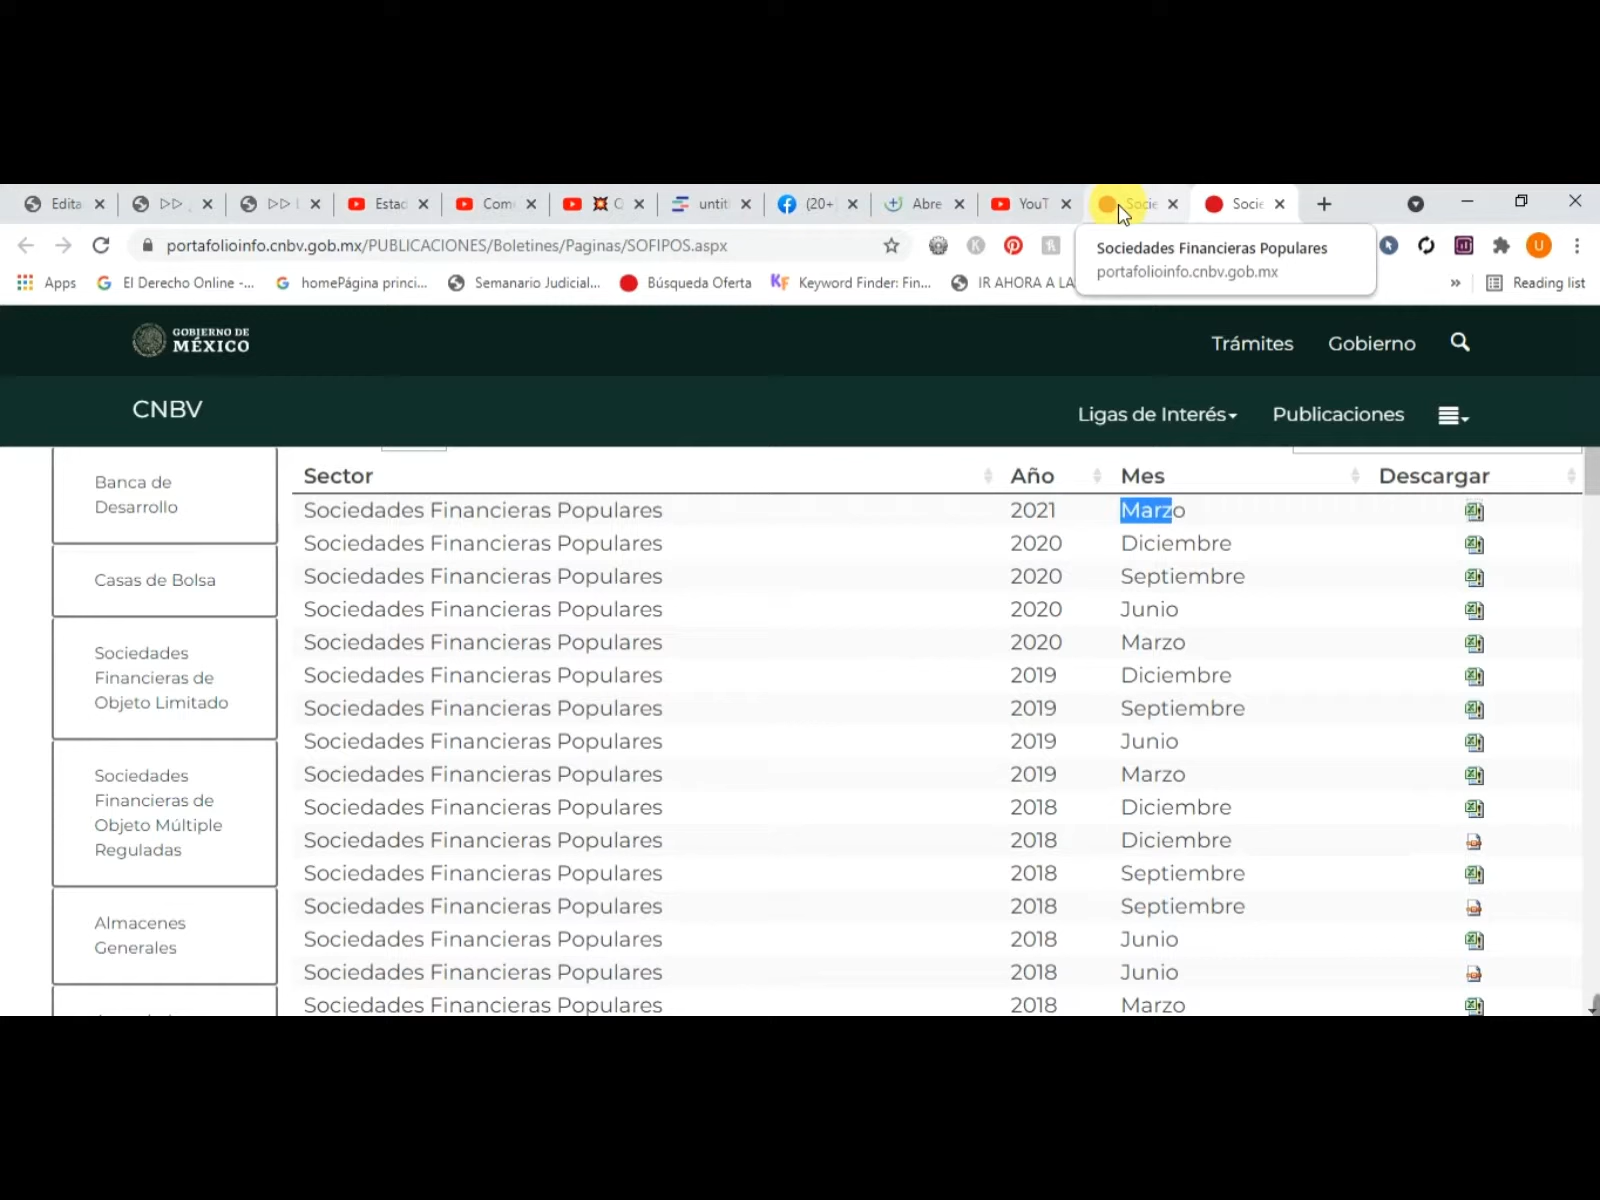 Edita
▷▷
▷▷
Estac
Com
C
untit
(20+
Abre
YouT
Socie
Socie
portafolioinfo.cnbv.gob.mx/PUBLICACIONES/Boletines/Paginas/SOFIPOS.aspx
U
Sociedades Financieras Populares
portafolioinfo.cnbv.gob.mx
Apps
El Derecho Online -...
homePágina princi...
Semanario Judicial...
Búsqueda Oferta
KF Keyword Finder: Fin...
IR AHORA A LA
»
Reading list
GOBIERNO DE
MÉXICO
Trámites
Gobierno
CNBV
Ligas de Interés
Publicaciones
Banca de
Desarrollo
Casas de Bolsa
Sociedades
Financieras de
Objeto Limitado
Sociedades
Financieras de
Objeto Múltiple
Reguladas
Almacenes
Generales
Sector Año Mes Descargar
Sociedades Financieras Populares 2021 Marzo
Sociedades Financieras Populares 2020 Diciembre
Sociedades Financieras Populares 2020 Septiembre
Sociedades Financieras Populares 2020 Junio
Sociedades Financieras Populares 2020 Marzo
Sociedades Financieras Populares 2019 Diciembre
Sociedades Financieras Populares 2019 Septiembre
Sociedades Financieras Populares 2019 Junio
Sociedades Financieras Populares 2019 Marzo
Sociedades Financieras Populares 2018 Diciembre
Sociedades Financieras Populares 2018 Diciembre
Sociedades Financieras Populares 2018 Septiembre
Sociedades Financieras Populares 2018 Septiembre
Sociedades Financieras Populares 2018 Junio
Sociedades Financieras Populares 2018 Junio
Sociedades Financieras Populares 2018 Marzo